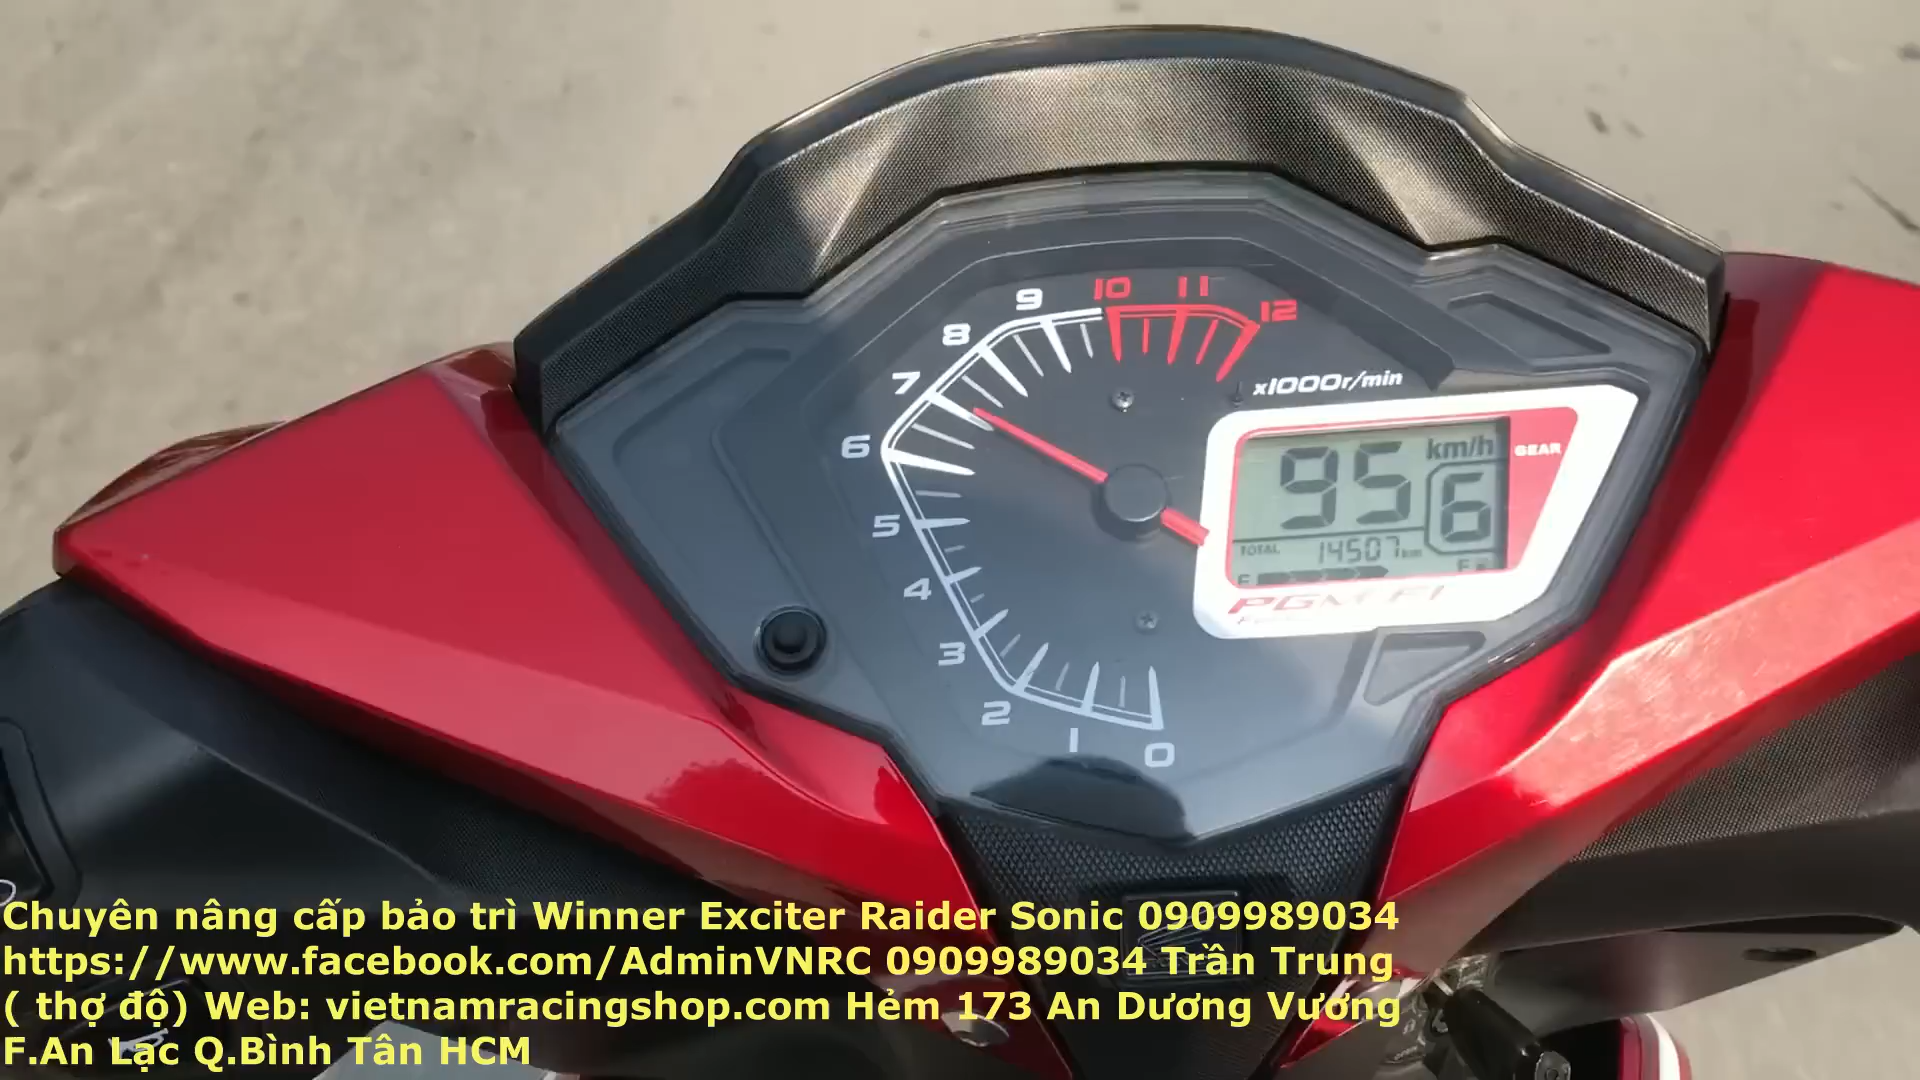 10 11
9 12
8
7 x1000r/min
6 95 km/h GEAR
6
5
TOTAL 14507 km
4 E F
PGM-FI
3
2
1
0
Chuyên nâng cấp bảo trì Winner Exciter Raider Sonic 0909989034
https://www.facebook.com/AdminVNRC 0909989034 Trần Trung
( thợ độ) Web: vietnamracingshop.com Hẻm 173 An Dương Vương
F.An Lạc Q.Bình Tân HCM